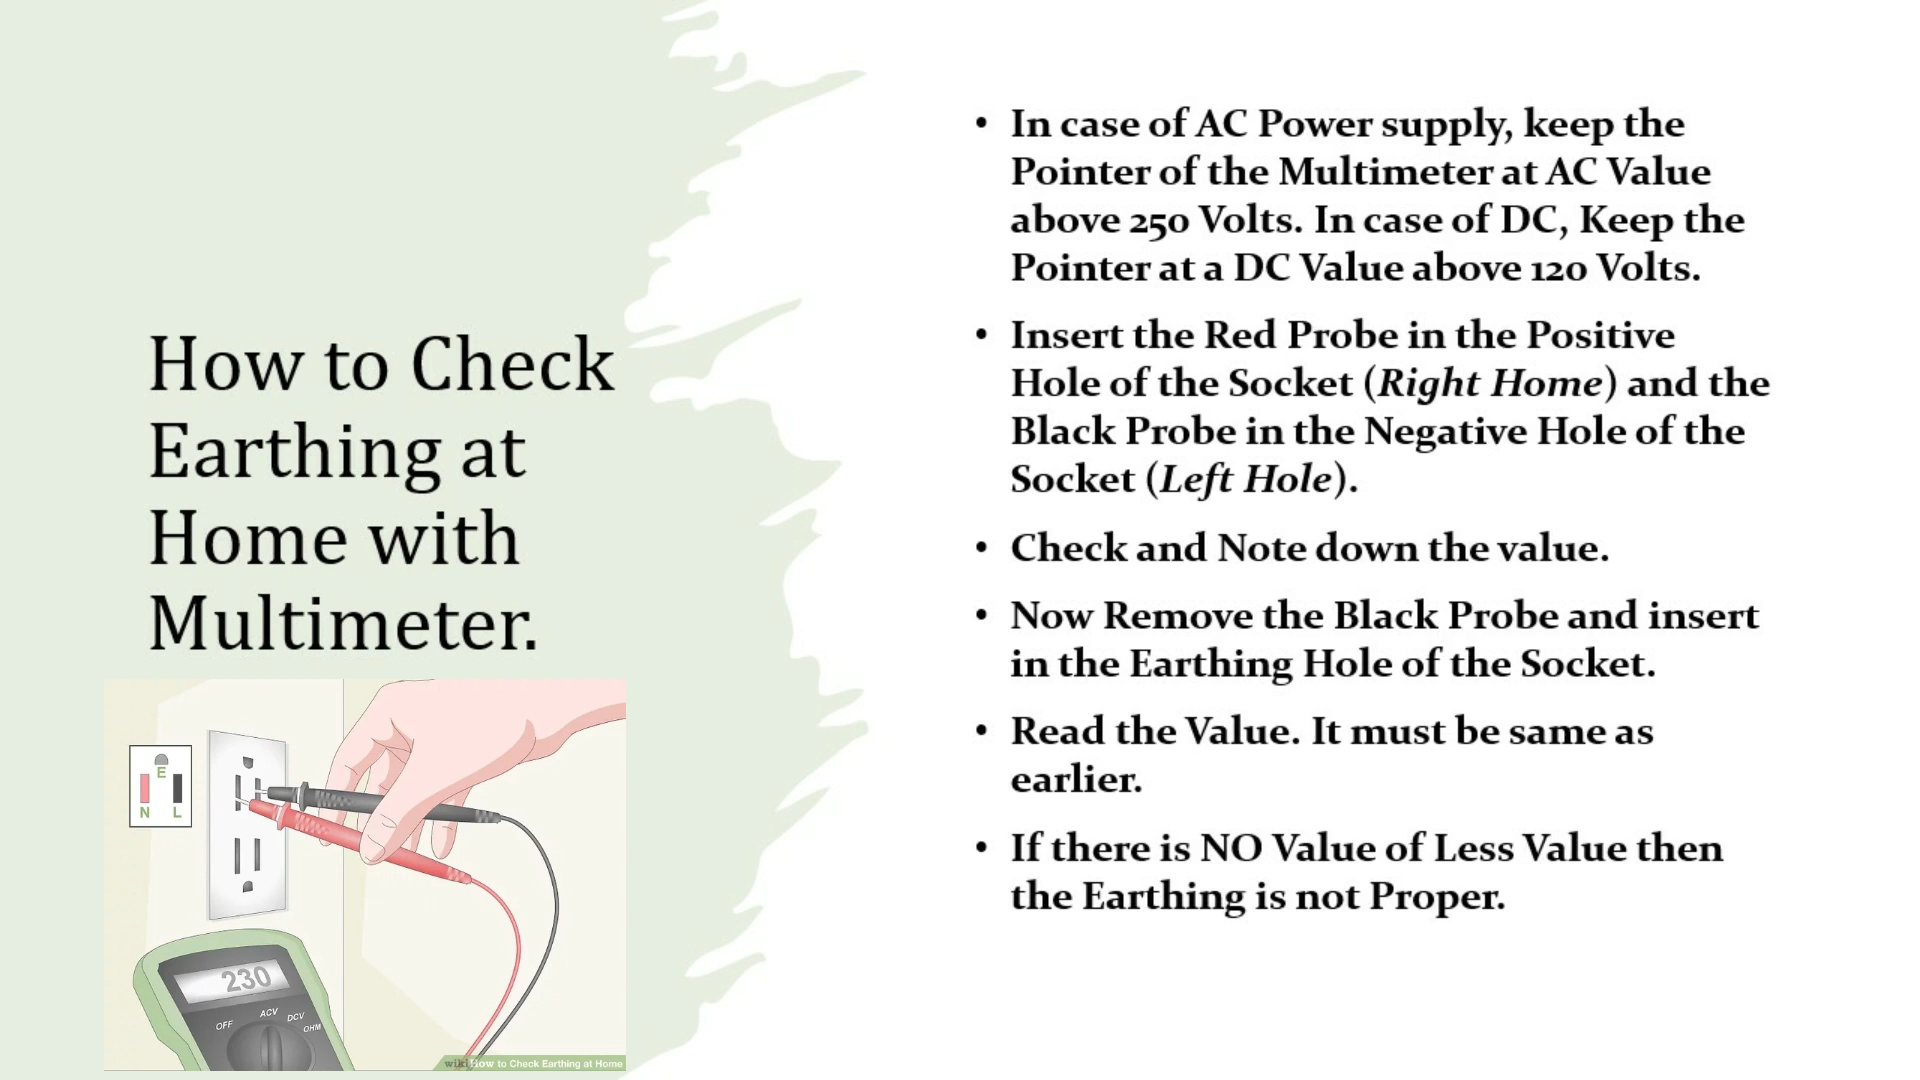 How to Check
Earthing at
Home with
Multimeter.
E
N L
230
OFF ACV DCV OHM
wikiHow to Check Earthing at Home
• In case of AC Power supply, keep the
Pointer of the Multimeter at AC Value
above 250 Volts. In case of DC, Keep the
Pointer at a DC Value above 120 Volts.
• Insert the Red Probe in the Positive
Hole of the Socket (Right Home) and the
Black Probe in the Negative Hole of the
Socket (Left Hole).
• Check and Note down the value.
• Now Remove the Black Probe and insert
in the Earthing Hole of the Socket.
• Read the Value. It must be same as
earlier.
• If there is NO Value of Less Value then
the Earthing is not Proper.